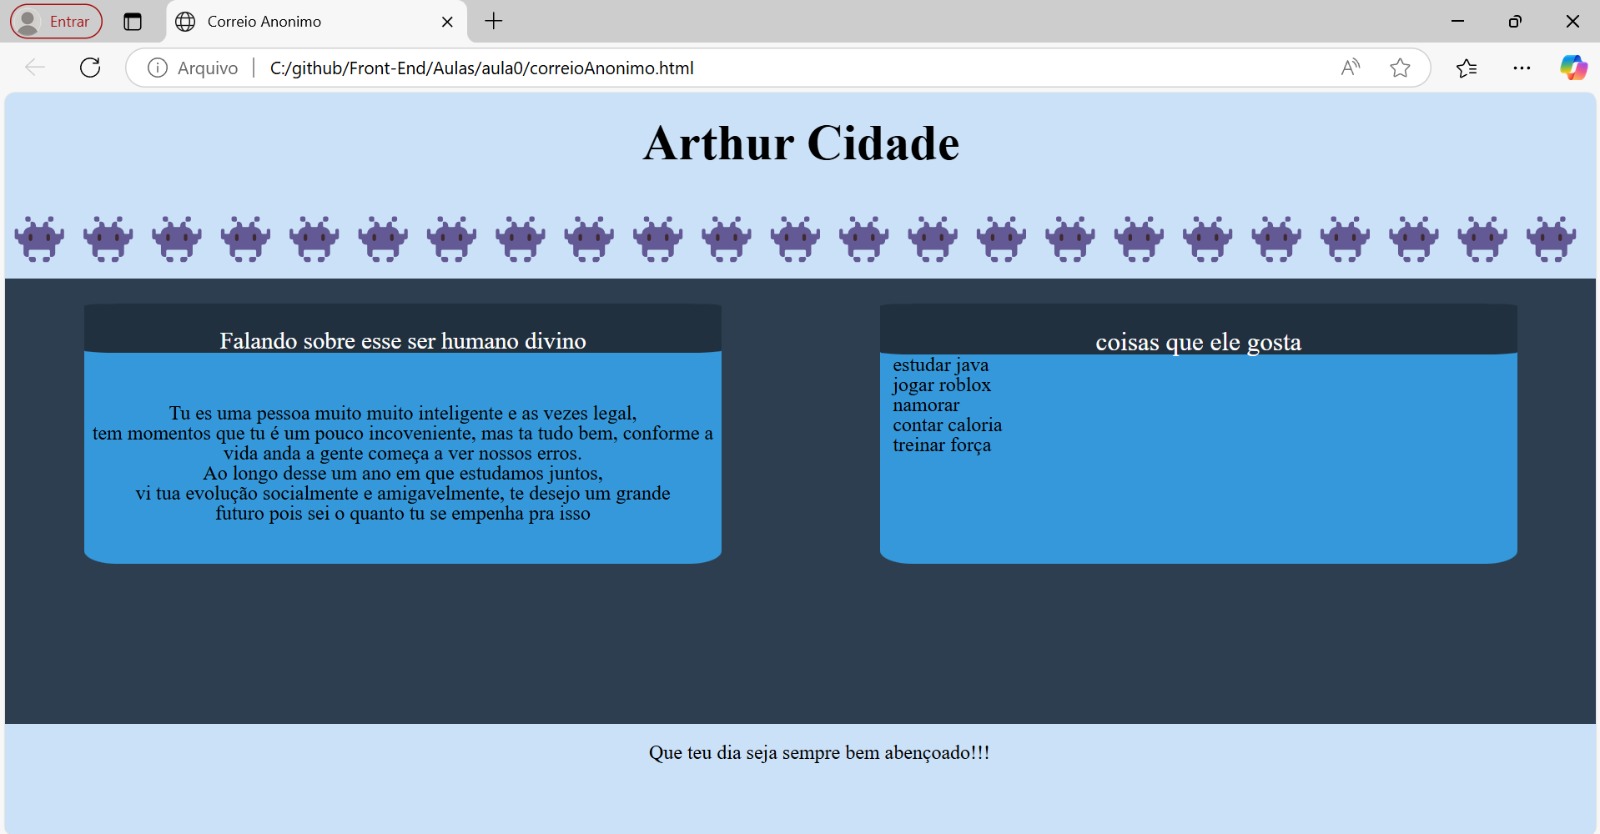 Entrar
Correio Anonimo
Arquivo
C:/github/Front-End/Aulas/aula0/correioAnonimo.html
Arthur Cidade
Falando sobre esse ser humano divino
Tu es uma pessoa muito muito inteligente e as vezes legal,
tem momentos que tu é um pouco incoveniente, mas ta tudo bem, conforme a
vida anda a gente começa a ver nossos erros.
Ao longo desse um ano em que estudamos juntos,
vi tua evolução socialmente e amigavelmente, te desejo um grande
futuro pois sei o quanto tu se empenha pra isso
coisas que ele gosta
estudar java
jogar roblox
namorar
contar caloria
treinar força
Que teu dia seja sempre bem abençoado!!!